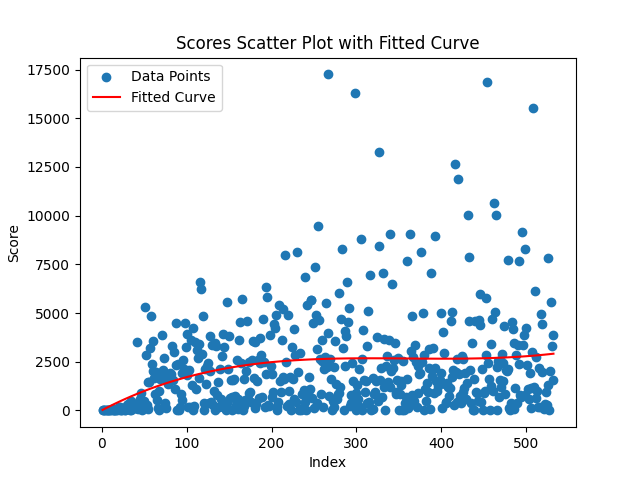 Scores Scatter Plot with Fitted Curve
Data Points
Fitted Curve
17500
15000
12500
10000
7500
5000
2500
0
Score
0 100 200 300 400 500
Index